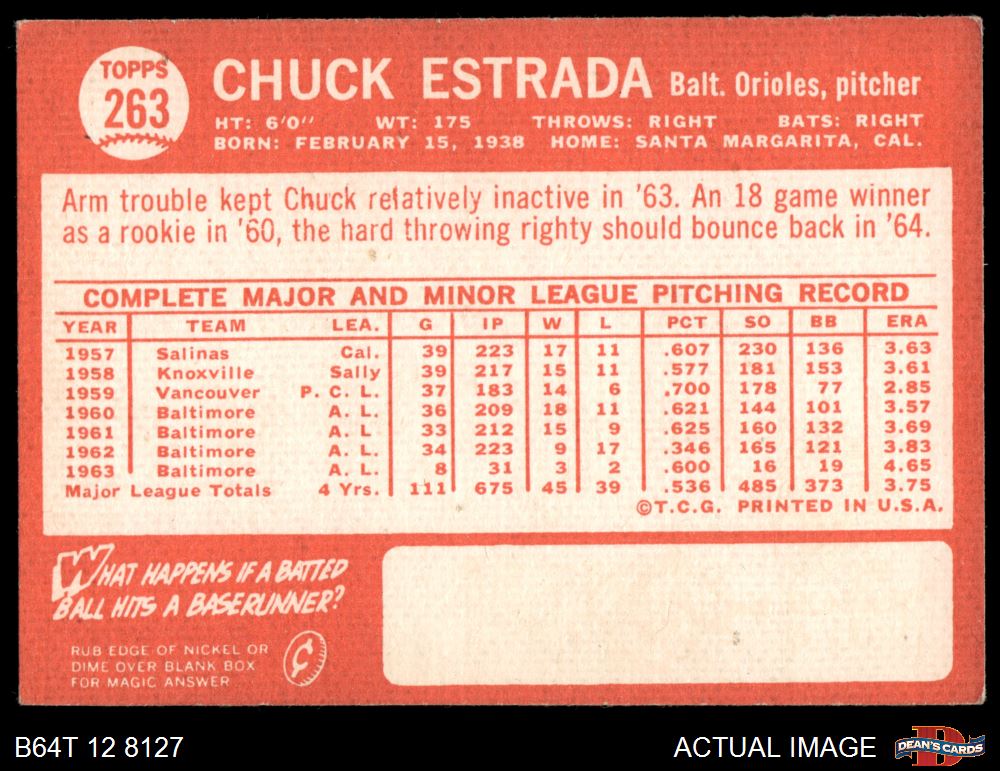 TOPPS
263
CHUCK ESTRADA Balt. Orioles, pitcher
HT: 6'0" WT: 175 THROWS: RIGHT BATS: RIGHT
BORN: FEBRUARY 15, 1938 HOME: SANTA MARGARITA, CAL.
Arm trouble kept Chuck relatively inactive in '63. An 18 game winner
as a rookie in '60, the hard throwing righty should bounce back in '64.
COMPLETE MAJOR AND MINOR LEAGUE PITCHING RECORD
YEAR TEAM LEA. G IP W L PCT SO BB ERA
1957 Salinas Cal. 39 223 17 11 .607 230 136 3.63
1958 Knoxville Sally 39 217 15 11 .577 181 153 3.61
1959 Vancouver P. C. L. 37 183 14 6 .700 178 77 2.85
1960 Baltimore A. L. 36 209 18 11 .621 144 101 3.57
1961 Baltimore A. L 33 212 15 9 .625 160 132 3.69
1962 Baltimore A. L. 34 223 9 17 .346 165 121 3.83
1963 Baltimore A. L. 8 31 3 2 .600 16 19 4.65
Major League Totals 4 Yrs. 111 675 45 39 .536 485 373 3.75
©T.C.G. PRINTED IN U.S.A.
WHAT HAPPENS IF A BATTED
BALL HITS A BASERUNNER?
RUB EDGE OF NICKEL OR
DIME OVER BLANK BOX
FOR MAGIC ANSWER
¢
B64T 12 8127
ACTUAL IMAGE
D
DEAN'S CARDS